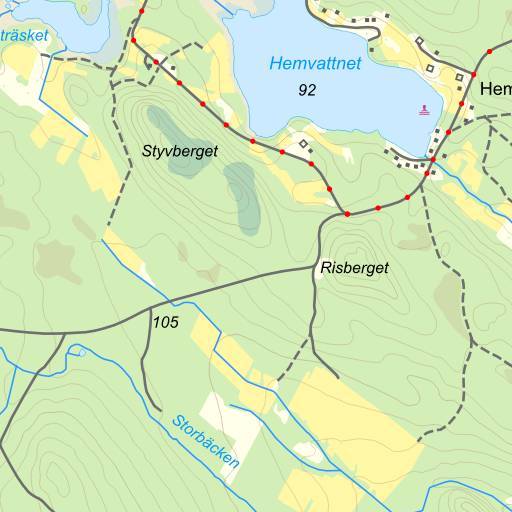 träsket
Hemvattnet
92
Hem
Styvberget
Risberget
105
Storbäcken